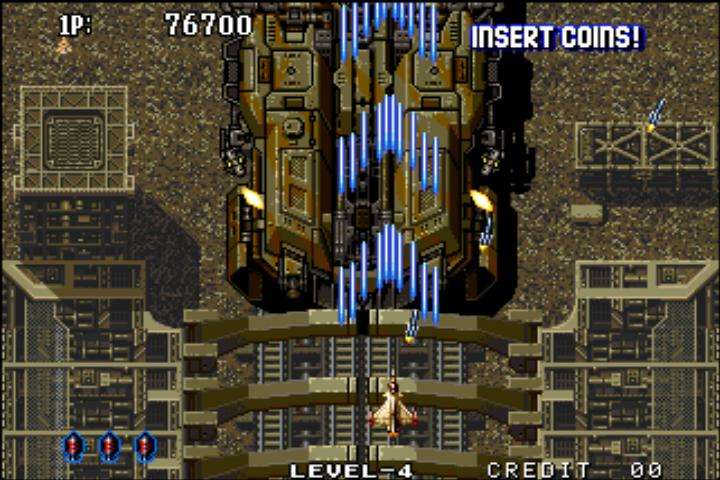 1P: 76700
INSERT COINS!
LEVEL-4
CREDIT 00